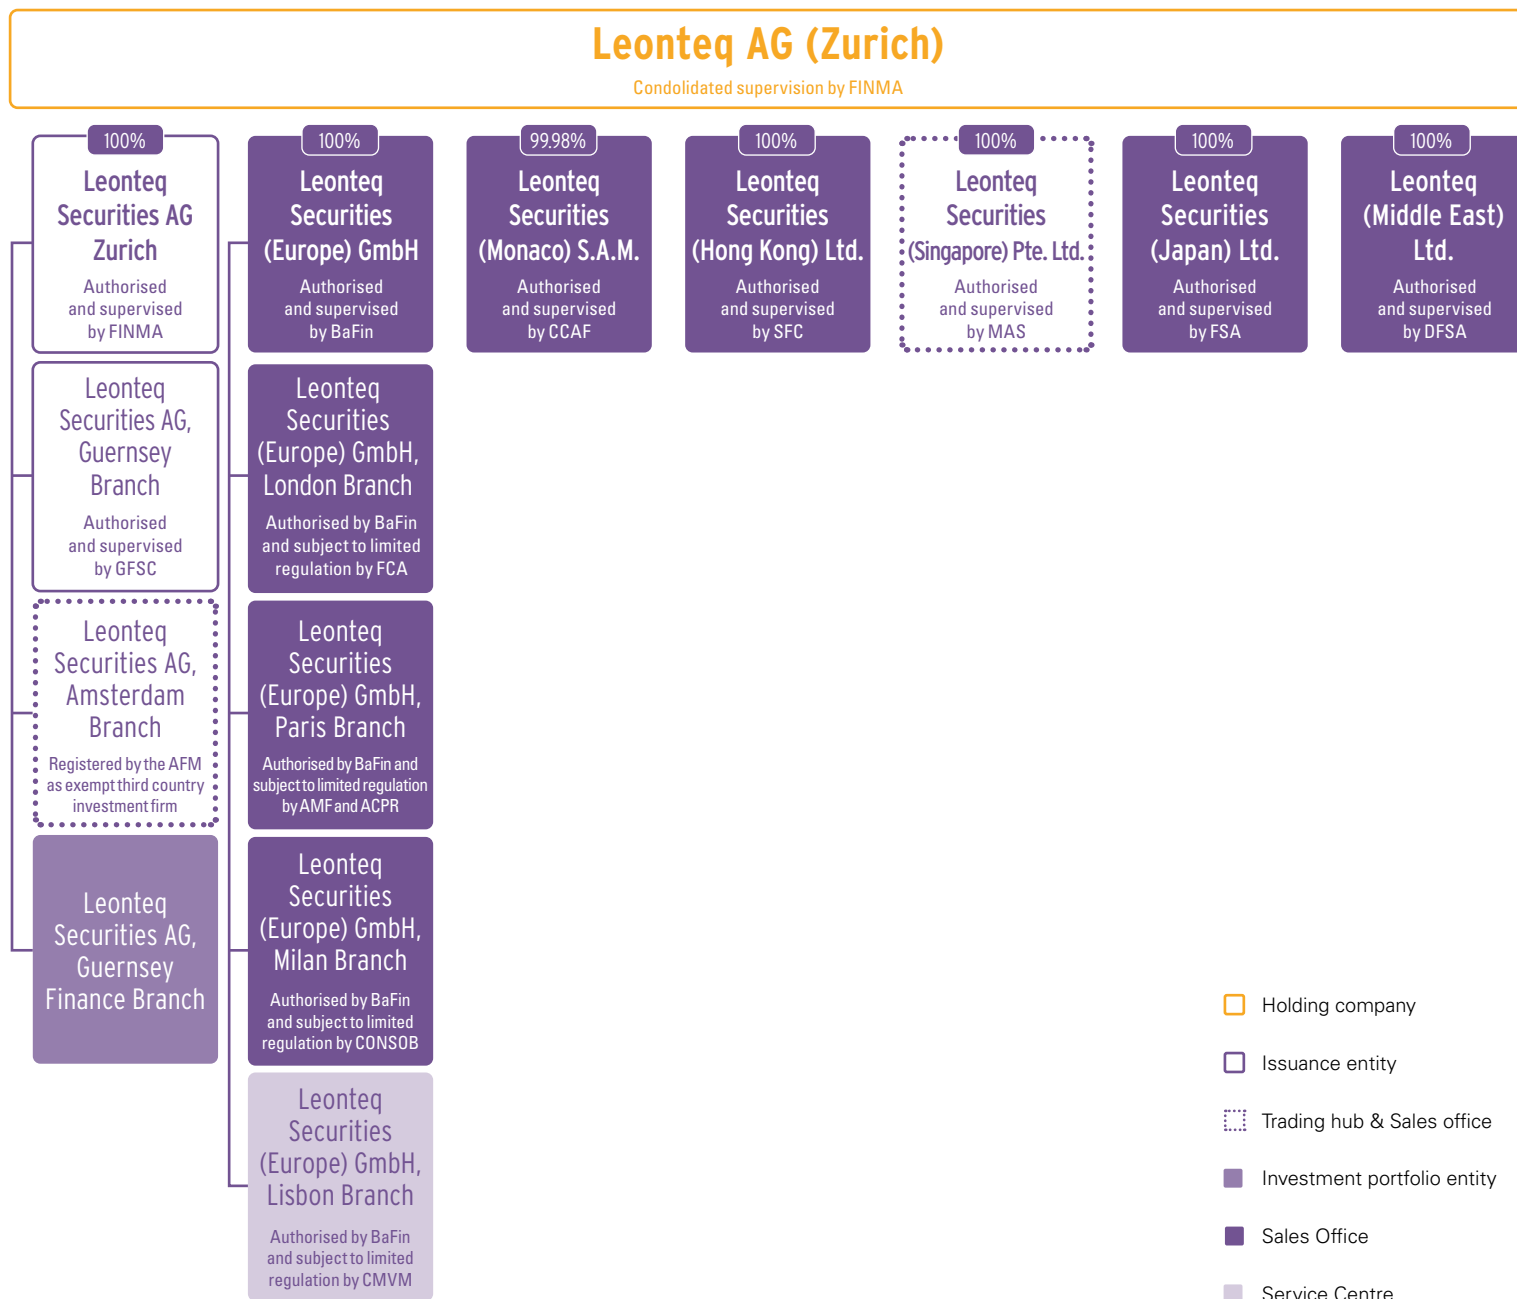 Leonteq AG (Zurich)
Condolidated supervision by FINMA
100%
Leonteq
Securities AG
Zurich
Authorised
and supervised
by FINMA
100%
Leonteq
Securities
(Europe) GmbH
Authorised
and supervised
by BaFin
99.98%
Leonteq
Securities
(Monaco) S.A.M.
Authorised
and supervised
by CCAF
100%
Leonteq
Securities
(Hong Kong) Ltd.
Authorised
and supervised
by SFC
100%
Leonteq
Securities
(Singapore) Pte. Ltd.
Authorised
and supervised
by MAS
100%
Leonteq
Securities
(Japan) Ltd.
Authorised
and supervised
by FSA
100%
Leonteq
(Middle East)
Ltd.
Authorised
and supervised
by DFSA
Leonteq
Securities AG,
Guernsey
Branch
Authorised
and supervised
by GFSC
Leonteq
Securities AG,
Amsterdam
Branch
Registered by the AFM
as exempt third country
investment firm
Leonteq
Securities AG,
Guernsey
Finance Branch
Leonteq
Securities
(Europe) GmbH,
London Branch
Authorised by BaFin
and subject to limited
regulation by FCA
Leonteq
Securities
(Europe) GmbH,
Paris Branch
Authorised by BaFin and
subject to limited regulation
by AMF and ACPR
Leonteq
Securities
(Europe) GmbH,
Milan Branch
Authorised by BaFin
and subject to limited
regulation by CONSOB
Leonteq
Securities
(Europe) GmbH,
Lisbon Branch
Authorised by BaFin
and subject to limited
regulation by CMVM
Holding company
Issuance entity
Trading hub & Sales office
Investment portfolio entity
Sales Office
Service Centre